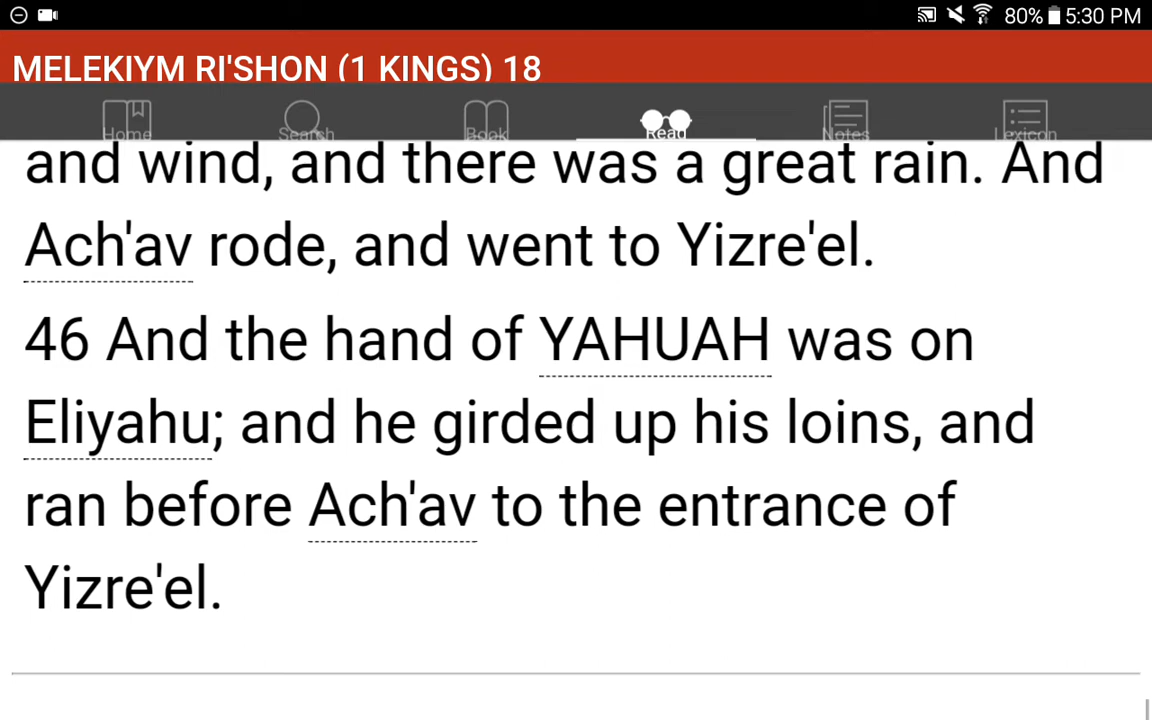 80% 5:30 PM
MELEKIYM RI'SHON (1 KINGS) 18
Home Search Book Read Notes Lexicon
and wind, and there was a great rain. And
Ach'av rode, and went to Yizre'el.
46 And the hand of YAHUAH was on
Eliyahu; and he girded up his loins, and
ran before Ach'av to the entrance of
Yizre'el.